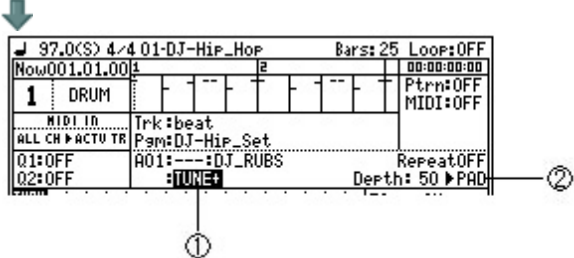 ♩ 97.0(S) 4/4 01-DJ-Hip_Hop Bars:25 Loop:OFF
Now001.01.00 1 2 00:00:00:00
1 DRUM Ptrn:OFF
MIDI:OFF
MIDI IN Trk:beat
ALL CH▶ACTV TR Pgm:DJ-Hip_Set
Q1:OFF A01:---:DJ_RUBS RepeatOFF
Q2:OFF :TUNE+ Depth: 50 ▶PAD
② 
①